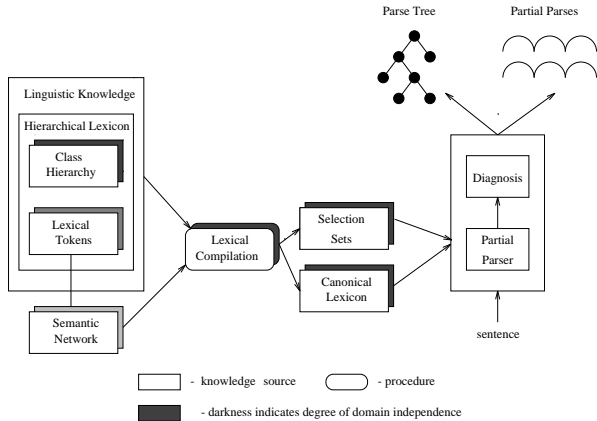 Parse Tree
Partial Parses
Linguistic Knowledge
Hierarchical Lexicon
Class
Hierarchy
Lexical
Tokens
Semantic
Network
Lexical
Compilation
Selection
Sets
Canonical
Lexicon
Diagnosis
Partial
Parser
sentence
- knowledge source
- procedure
- darkness indicates degree of domain independence